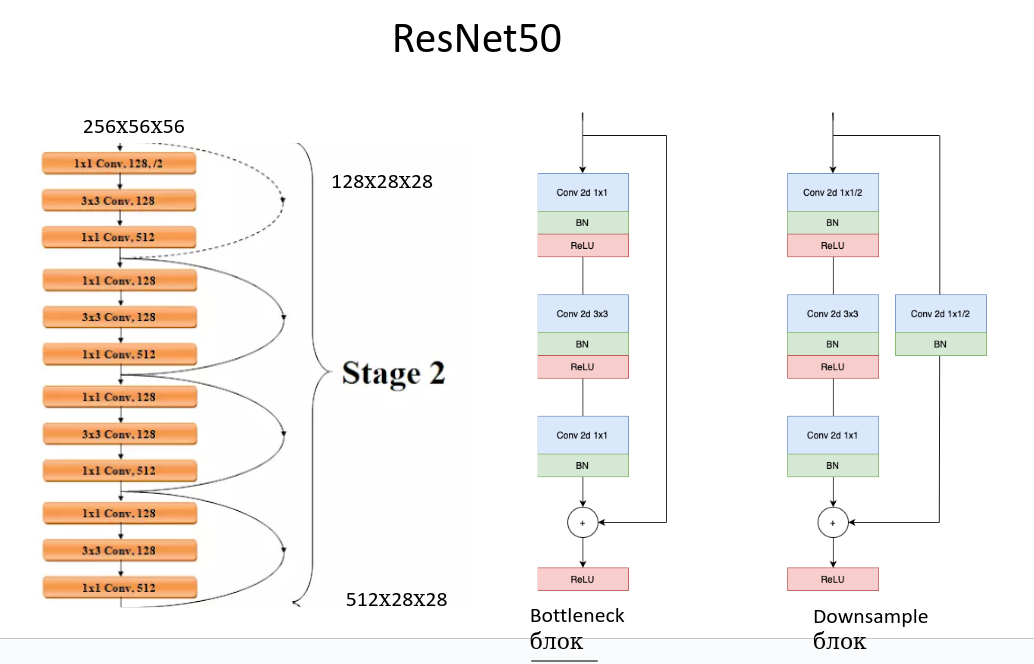 ResNet50
256X56X56
1x1 Conv, 128, /2
3x3 Conv, 128
1x1 Conv, 512
1x1 Conv, 128
3x3 Conv, 128
1x1 Conv, 512
1x1 Conv, 128
3x3 Conv, 128
1x1 Conv, 512
1x1 Conv, 128
3x3 Conv, 128
1x1 Conv, 512
128X28X28
Stage 2
512X28X28
Conv 2d 1x1
BN
ReLU
Conv 2d 3x3
BN
ReLU
Conv 2d 1x1
BN
+
ReLU
Bottleneck
блок
Conv 2d 1x1/2
BN
ReLU
Conv 2d 3x3
BN
ReLU
Conv 2d 1x1
BN
Conv 2d 1x1/2
BN
+
ReLU
Downsample
блок